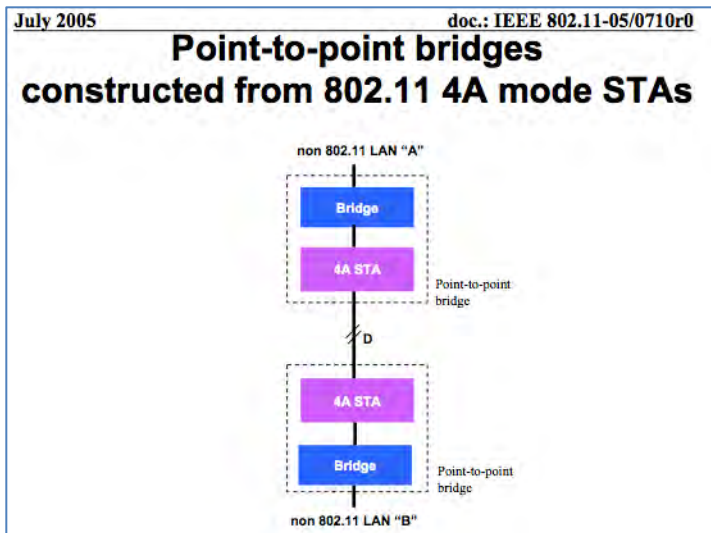 July 2005 doc.: IEEE 802.11-05/0710r0
Point-to-point bridges
constructed from 802.11 4A mode STAs
non 802.11 LAN "A"
Bridge
4A STA
Point-to-point
bridge
D
4A STA
Bridge
Point-to-point
bridge
non 802.11 LAN "B"